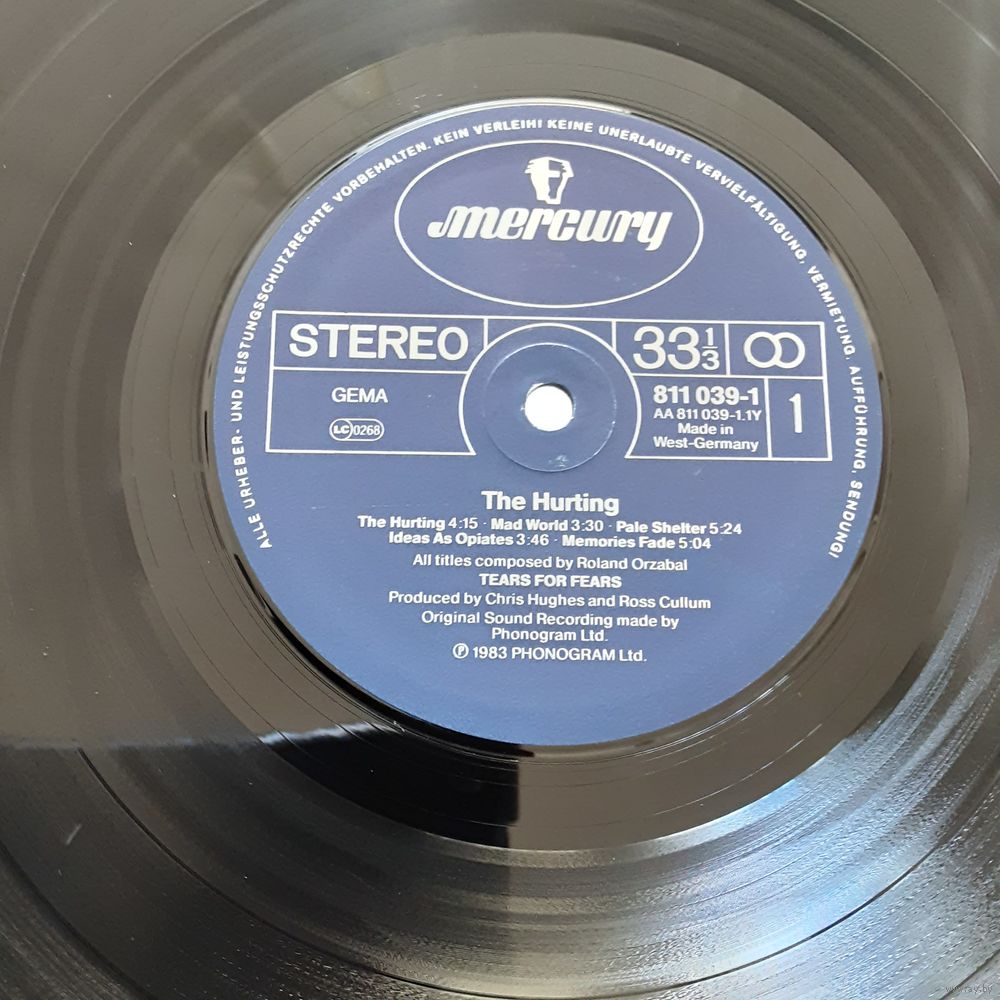 ALLE URHEBER- UND LEISTUNGSSCHUTZRECHTE VORBEHALTEN. KEIN VERLEIH! KEINE UNERLAUBTE VERVIELFÄLTIGUNG, VERMIETUNG, AUFFÜHRUNG, SENDUNG!
mercury
STEREO
33 1/3
GEMA
LC 0268
811 039-1
AA 811 039-1.1Y
Made in
West-Germany
1
The Hurting
The Hurting 4:15 · Mad World 3:30 · Pale Shelter 5:24
Ideas As Opiates 3:46 · Memories Fade 5:04
All titles composed by Roland Orzabal
TEARS FOR FEARS
Produced by Chris Hughes and Ross Cullum
Original Sound Recording made by
Phonogram Ltd.
℗ 1983 PHONOGRAM Ltd.